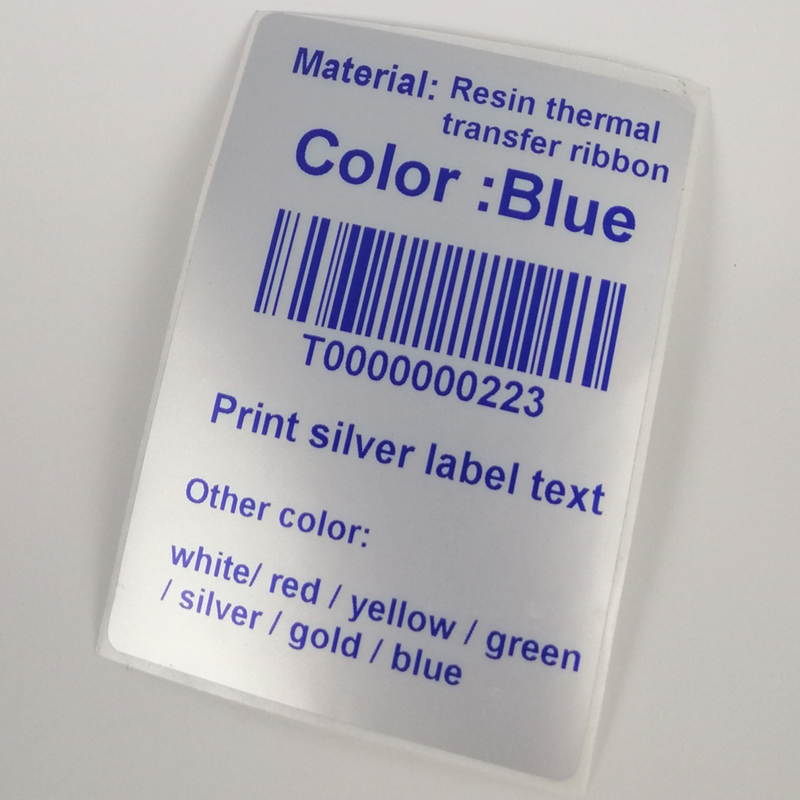 Material: Resin thermal
transfer ribbon
Color :Blue
T0000000223
Print silver label text
Other color:
white/ red / yellow / green
/ silver / gold / blue